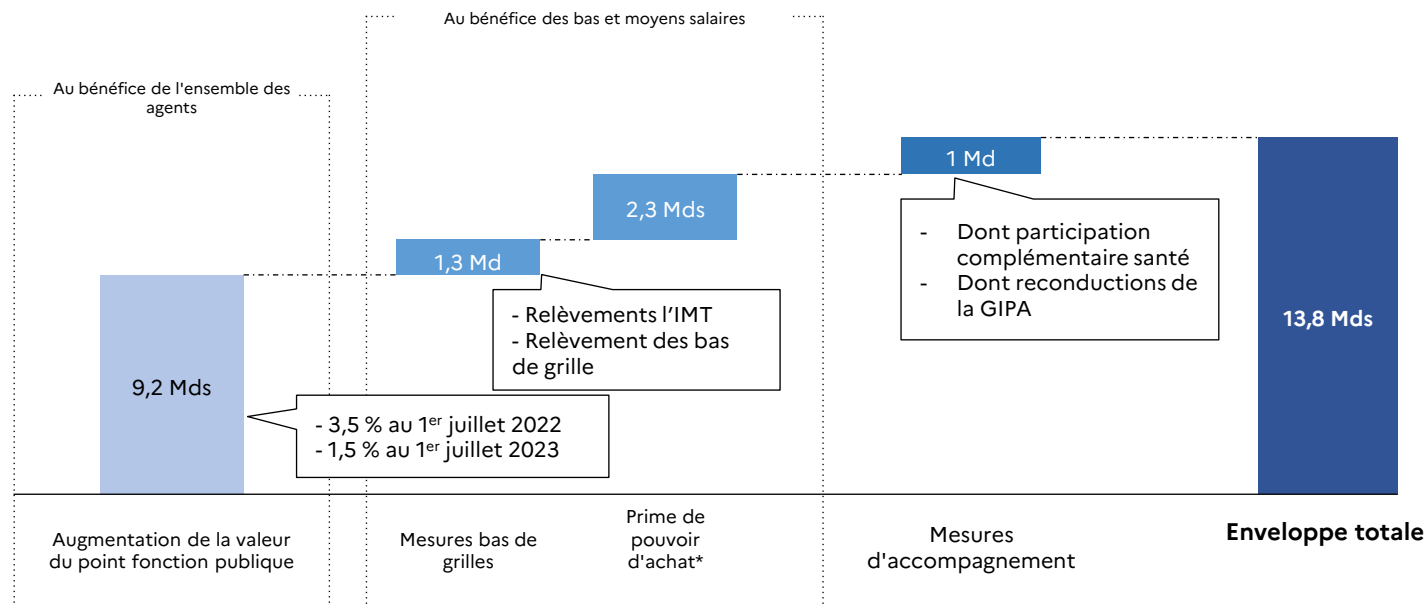 Au bénéfice des bas et moyens salaires
Au bénéfice de l'ensemble des
agents
1 Md
2,3 Mds
- Dont participation
complémentaire santé
- Dont reconductions de
la GIPA
1,3 Md
- Relèvements l’IMT
- Relèvement des bas
de grille
13,8 Mds
9,2 Mds
- 3,5 % au 1er juillet 2022
- 1,5 % au 1er juillet 2023
Augmentation de la valeur
du point fonction publique
Mesures bas de
grilles
Prime de
pouvoir
d'achat*
Mesures
d'accompagnement
Enveloppe totale